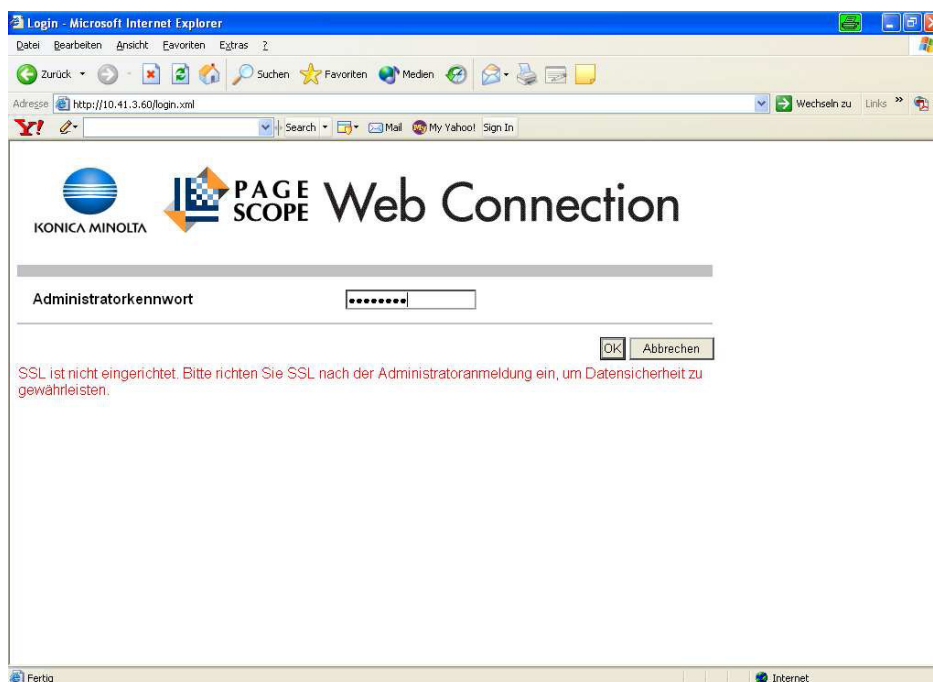 Login - Microsoft Internet Explorer
Datei Bearbeiten Ansicht Favoriten Extras ?
Zurück Suchen Favoriten Medien
Adresse http://10.41.3.60/login.xml Wechseln zu Links »
Y! Search Mail My Yahoo! Sign In
KONICA MINOLTA
PAGE
SCOPE
Web Connection
Administratorkennwort ••••••••
OK Abbrechen
SSL ist nicht eingerichtet. Bitte richten Sie SSL nach der Administratoranmeldung ein, um Datensicherheit zu
gewährleisten.
Fertig Internet